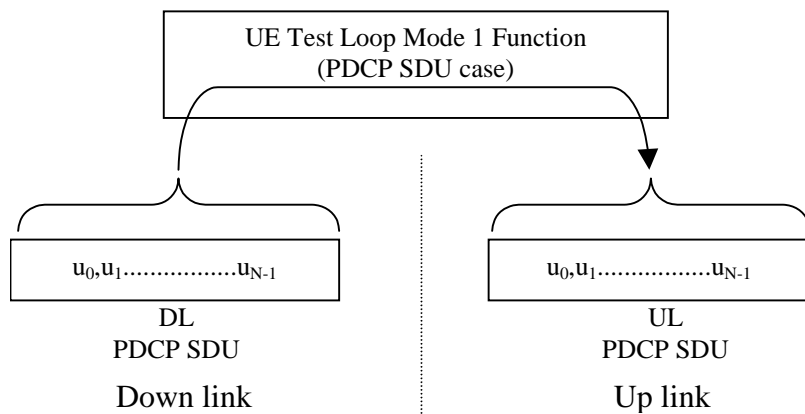 UE Test Loop Mode 1 Function
(PDCP SDU case)
u0,u1..................uN-1
u0,u1..................uN-1
DL
PDCP SDU
UL
PDCP SDU
Down link
Up link